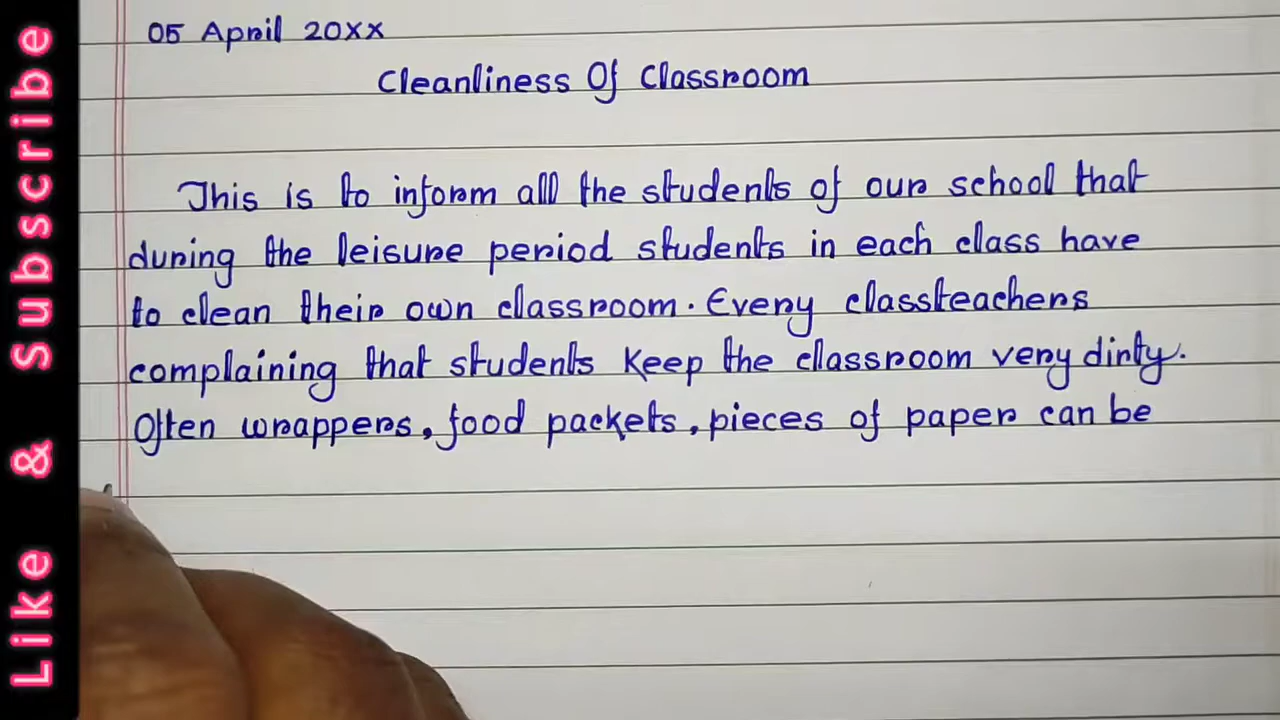 05 April 20XX
Cleanliness Of Classroom
This is to inform all the students of our school that
during the leisure period students in each class have
to clean their own classroom. Every classteachers
complaining that students keep the classroom very dirty.
Often wrappers, food packets, pieces of paper can be
Like & Subscribe